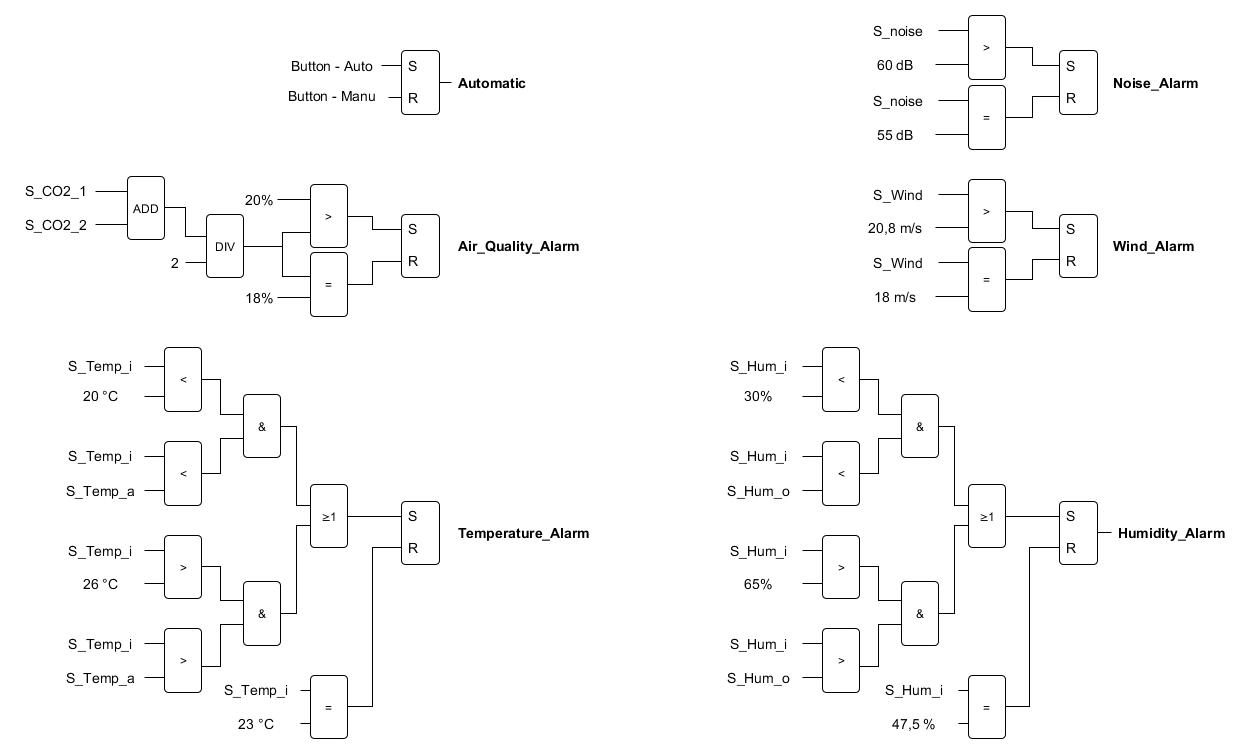 Button - Auto
Button - Manu
S
R
Automatic
S_noise
60 dB
>
S_noise
55 dB
=
S
R
Noise_Alarm
S_CO2_1
S_CO2_2
ADD
2
DIV
20%
>
18%
=
S
R
Air_Quality_Alarm
S_Wind
20,8 m/s
>
S_Wind
18 m/s
=
S
R
Wind_Alarm
S_Temp_i
20 °C
<
S_Temp_i
S_Temp_a
<
&
S_Temp_i
26 °C
>
S_Temp_i
S_Temp_a
>
&
≥1
S_Temp_i
23 °C
=
S
R
Temperature_Alarm
S_Hum_i
30%
<
S_Hum_i
S_Hum_o
<
&
S_Hum_i
65%
>
S_Hum_i
S_Hum_o
>
&
≥1
S_Hum_i
47,5 %
=
S
R
Humidity_Alarm